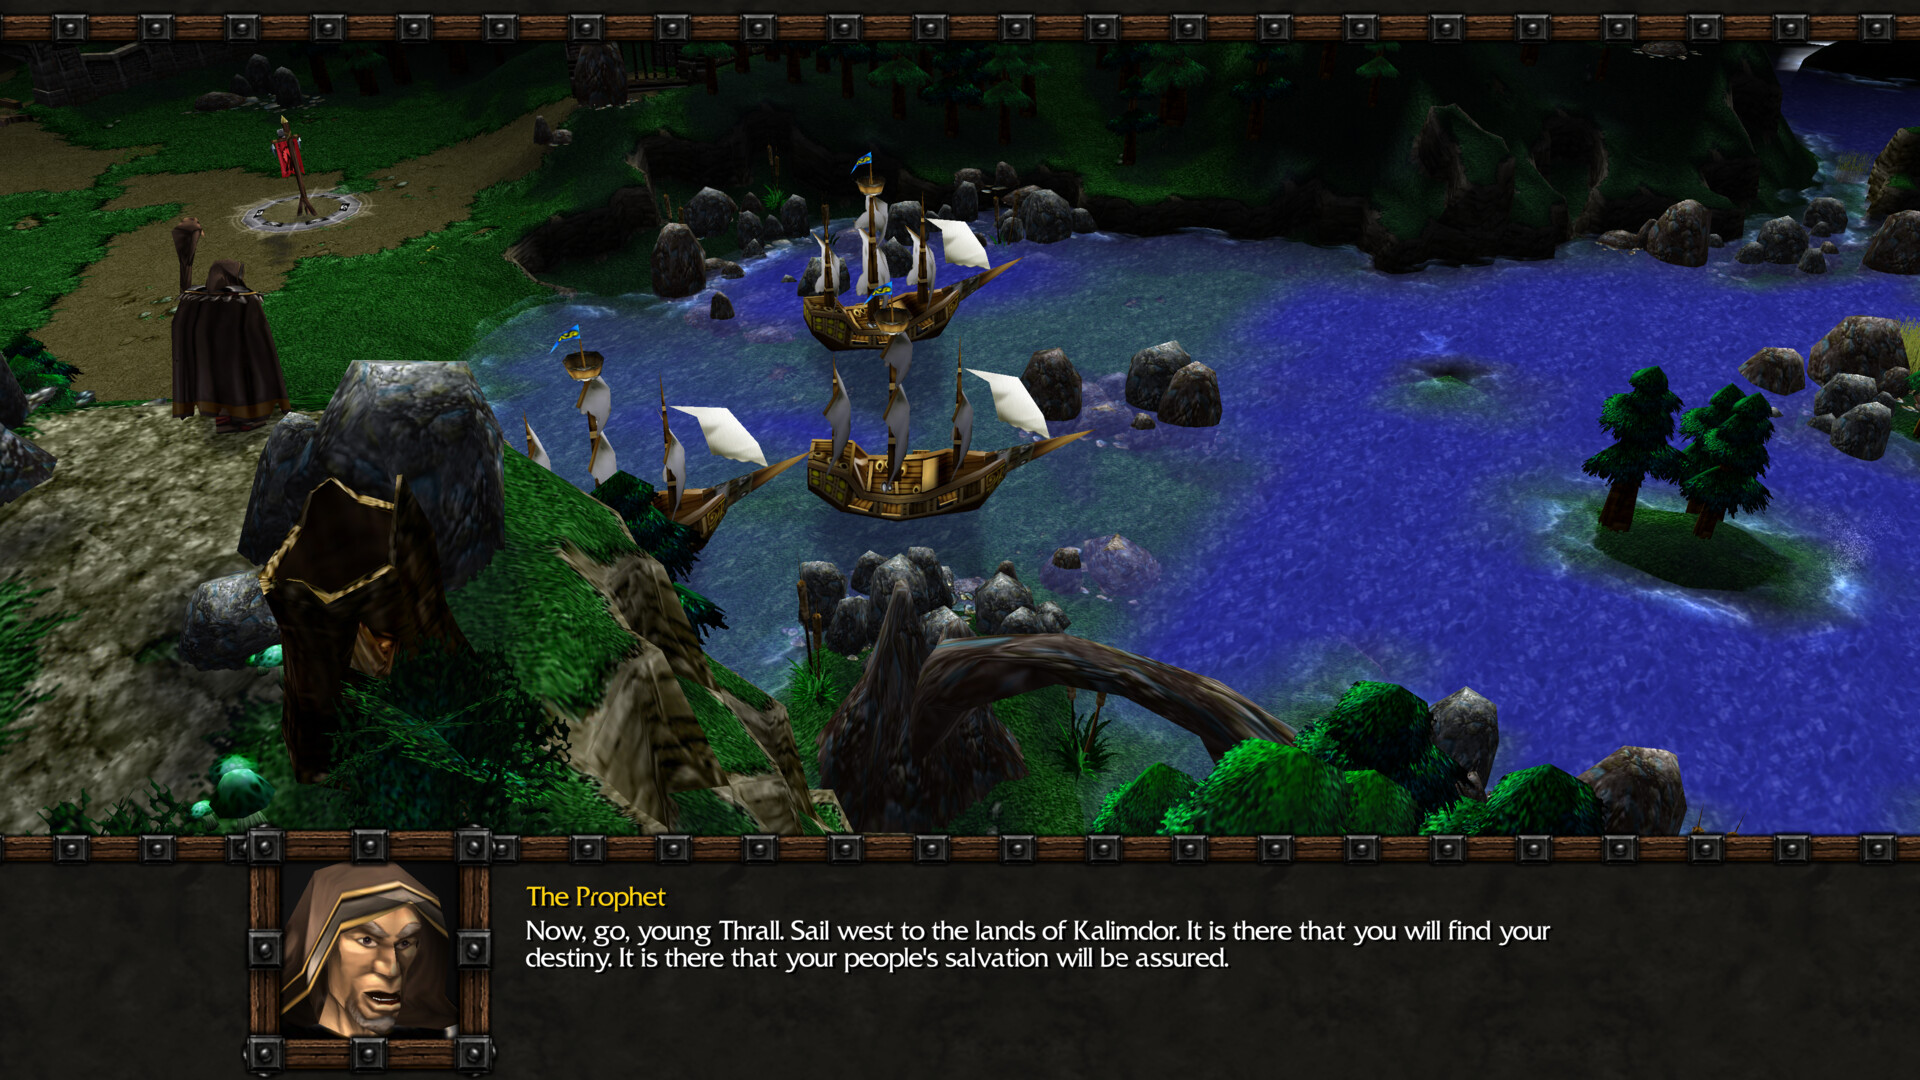 The Prophet
Now, go, young Thrall. Sail west to the lands of Kalimdor. It is there that you will find your
destiny. It is there that your people's salvation will be assured.